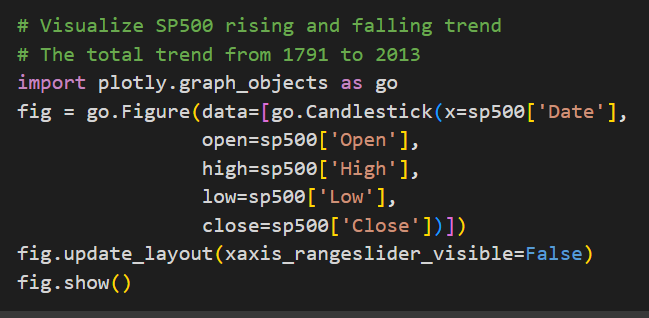 # Visualize SP500 rising and falling trend
# The total trend from 1791 to 2013
import plotly.graph_objects as go
fig = go.Figure(data=[go.Candlestick(x=sp500['Date'],
                open=sp500['Open'],
                high=sp500['High'],
                low=sp500['Low'],
                close=sp500['Close'])])
fig.update_layout(xaxis_rangeslider_visible=False)
fig.show()